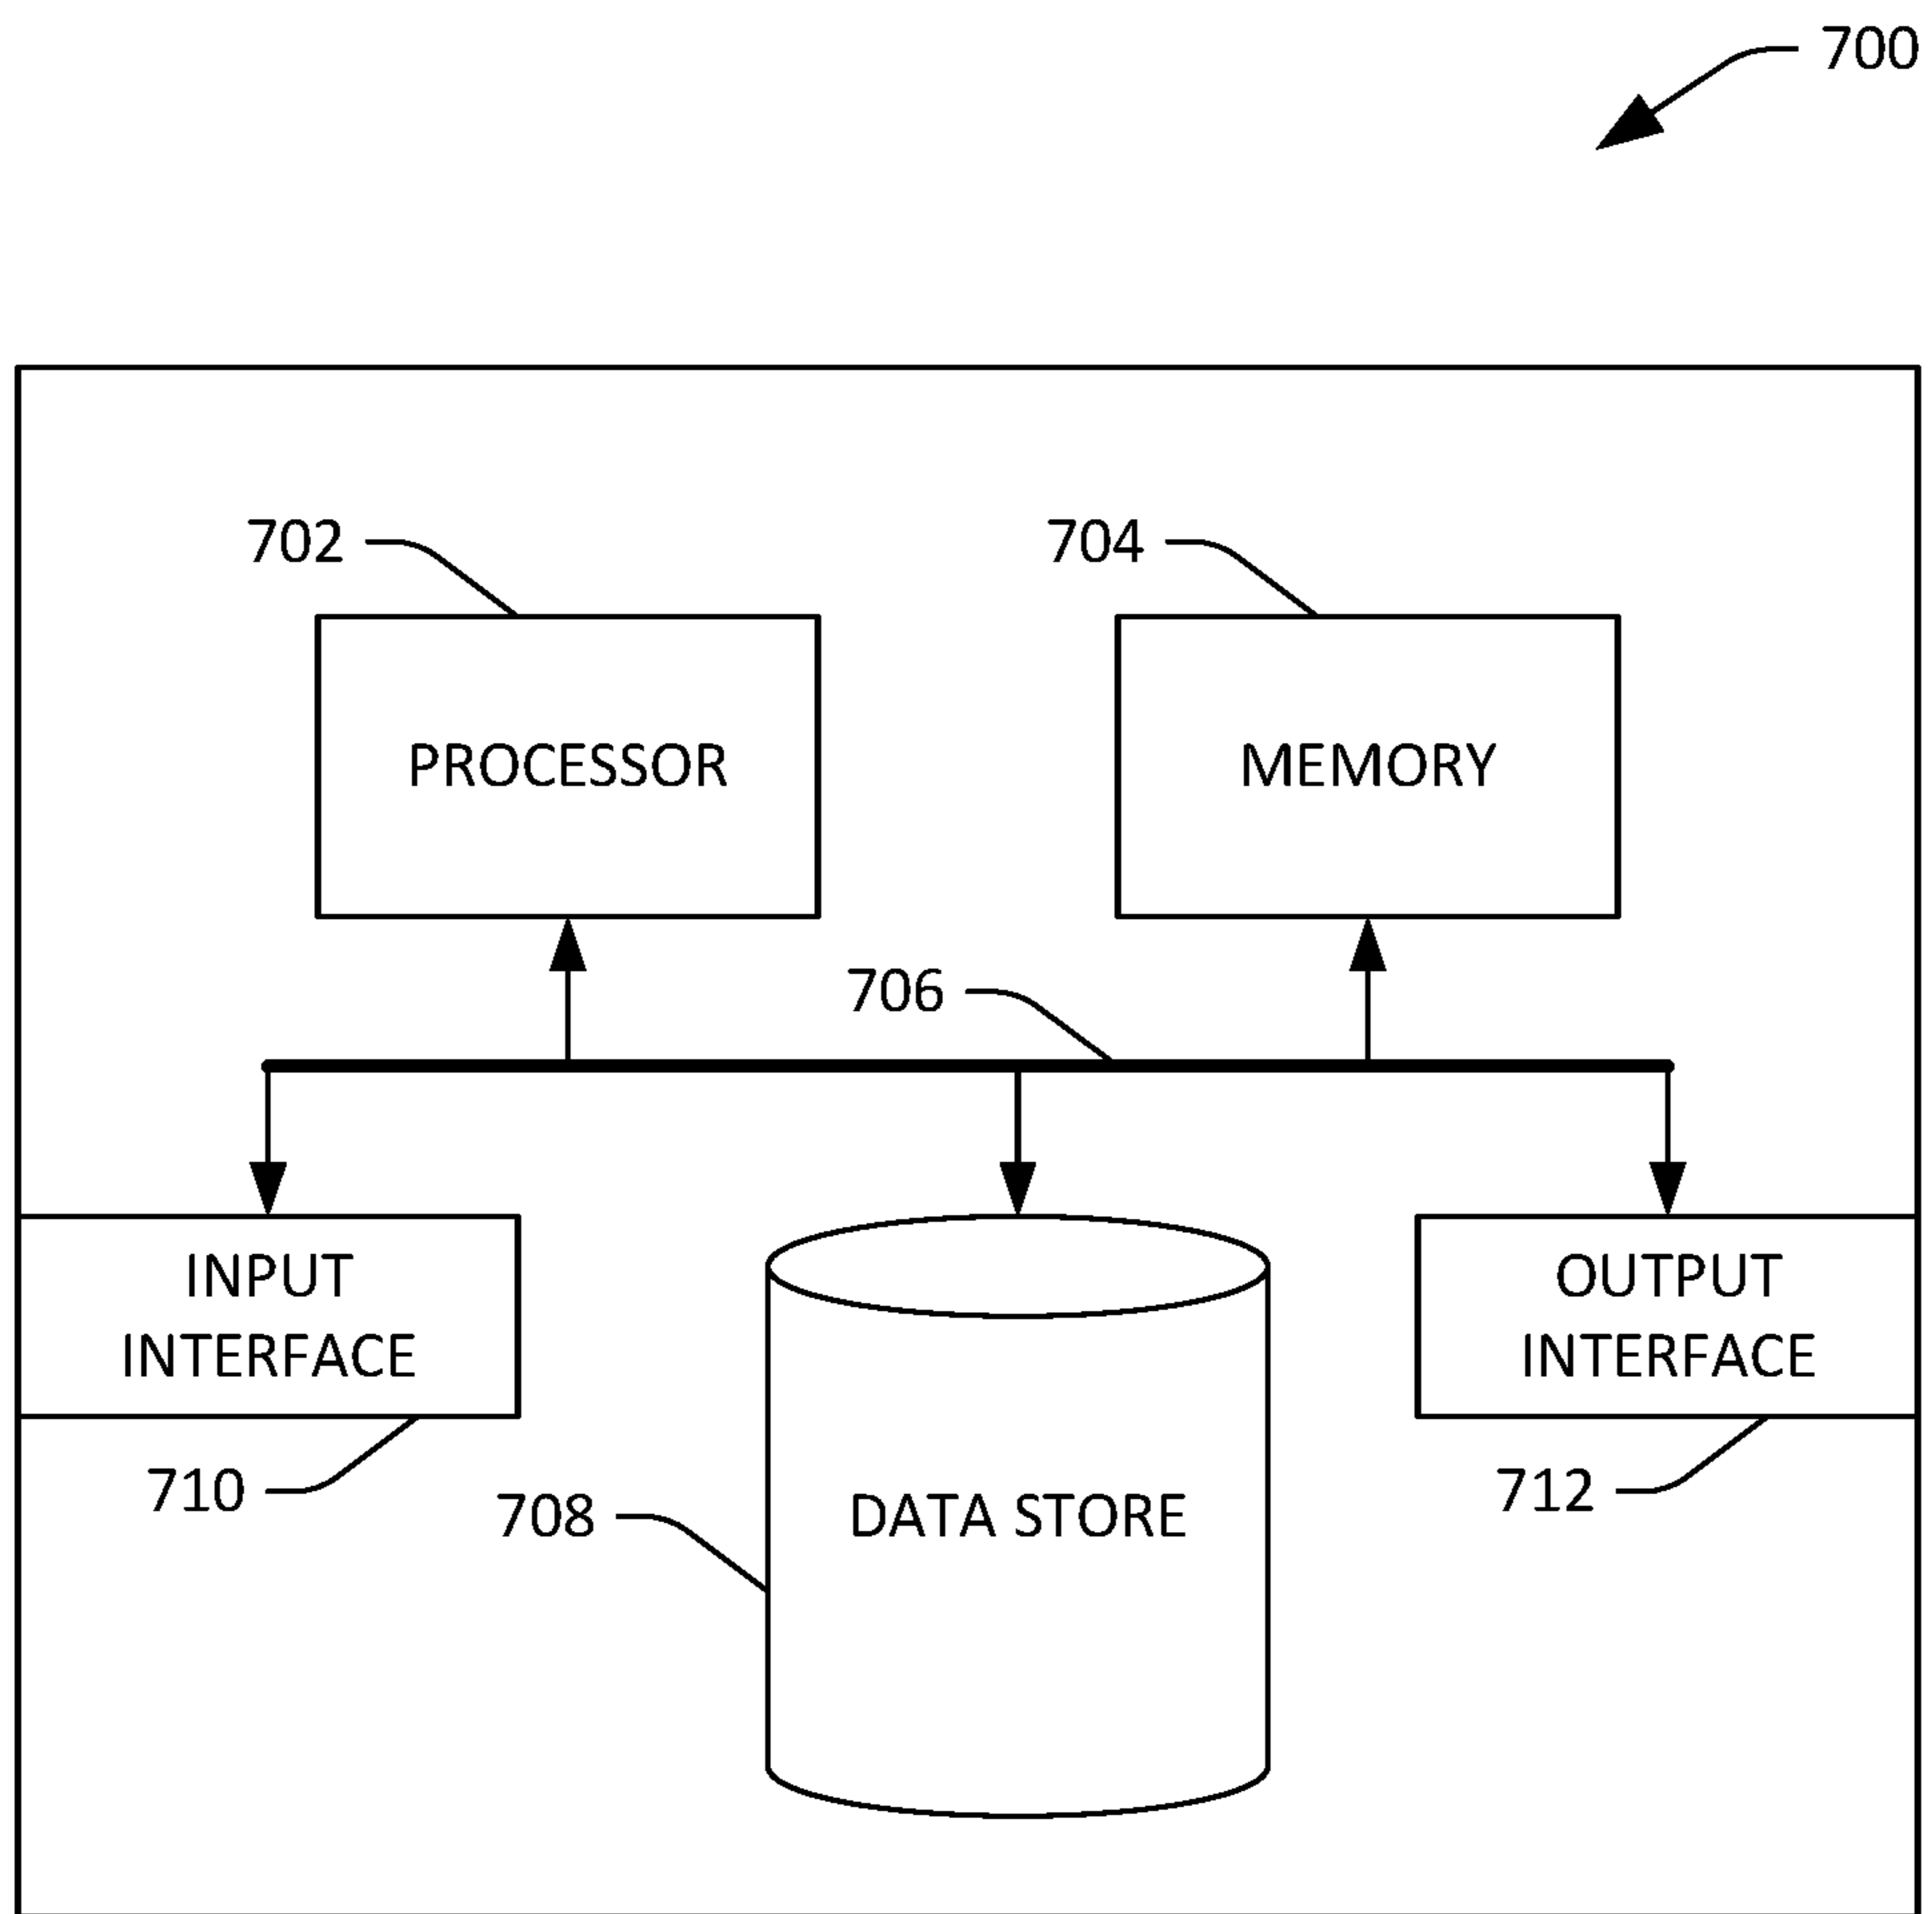 700
702
704
PROCESSOR
MEMORY
706
INPUT
INTERFACE
OUTPUT
INTERFACE
710
708
DATA STORE
712